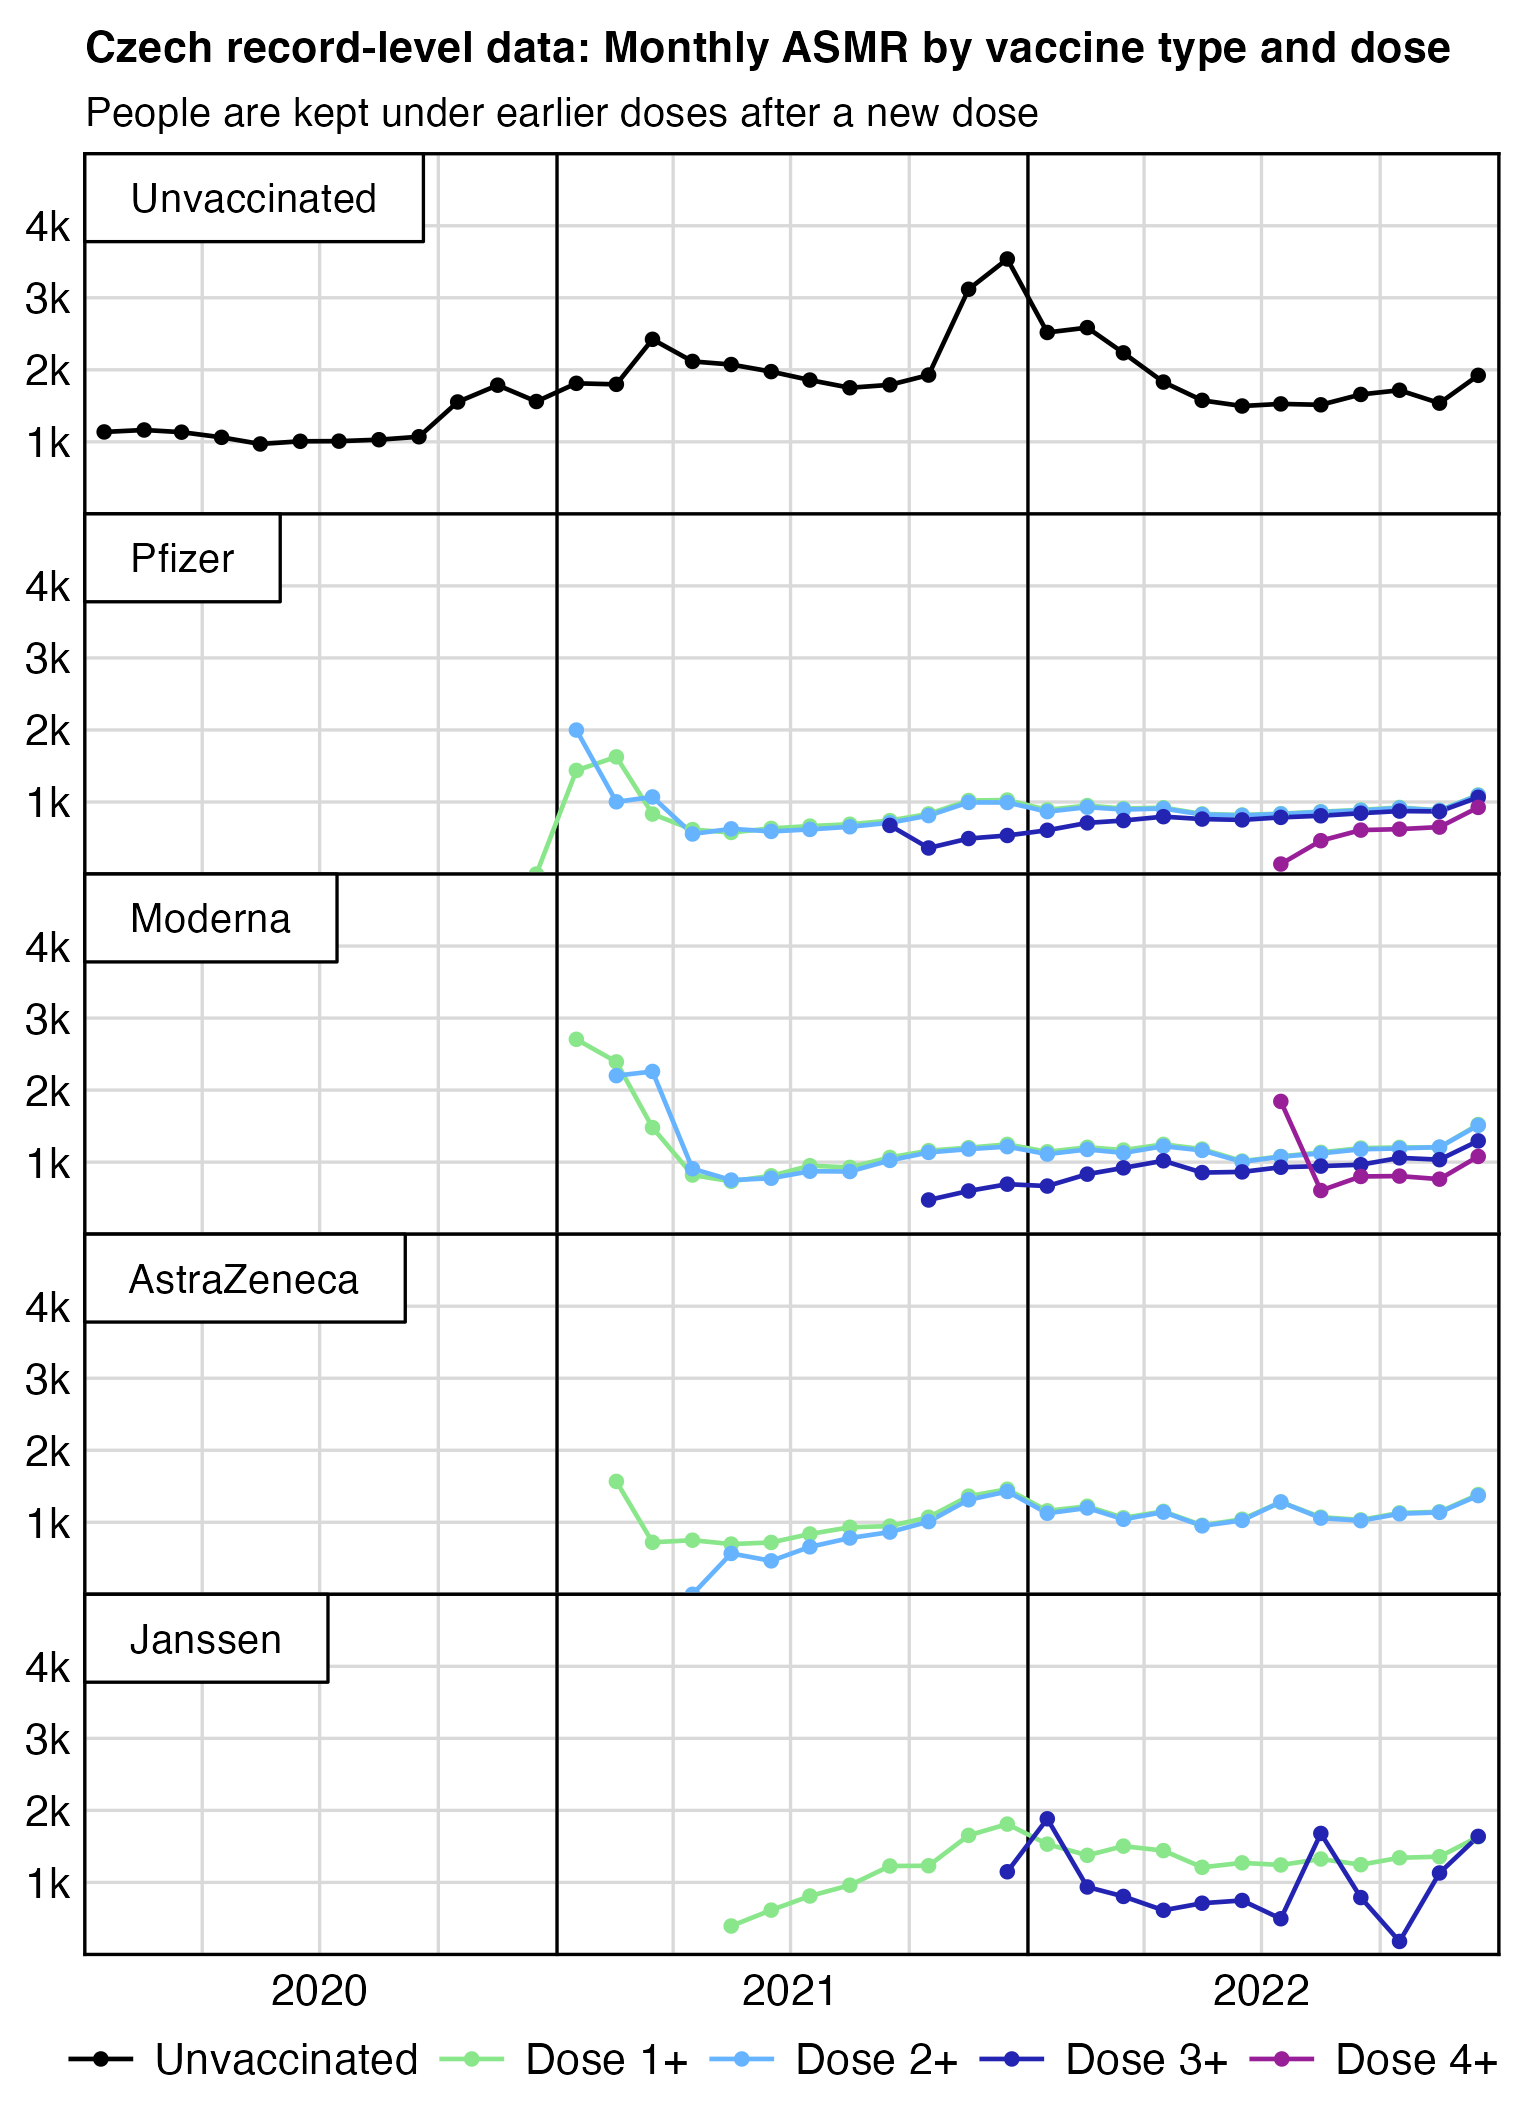 Czech record-level data: Monthly ASMR by vaccine type and dose
People are kept under earlier doses after a new dose
Unvaccinated
4k
3k
2k
1k
Pfizer
4k
3k
2k
1k
Moderna
4k
3k
2k
1k
AstraZeneca
4k
3k
2k
1k
Janssen
4k
3k
2k
1k
2020 2021 2022
Unvaccinated Dose 1+ Dose 2+ Dose 3+ Dose 4+